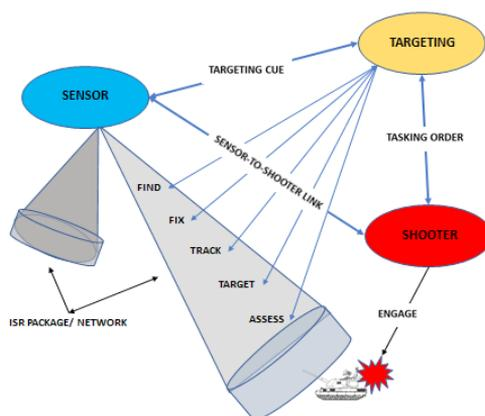 TARGETING
TARGETING CUE
SENSOR
TASKING ORDER
SENSOR-TO-SHOOTER LINK
FIND
FIX
SHOOTER
TRACK
TARGET
ENGAGE
ASSESS
ISR PACKAGE/ NETWORK